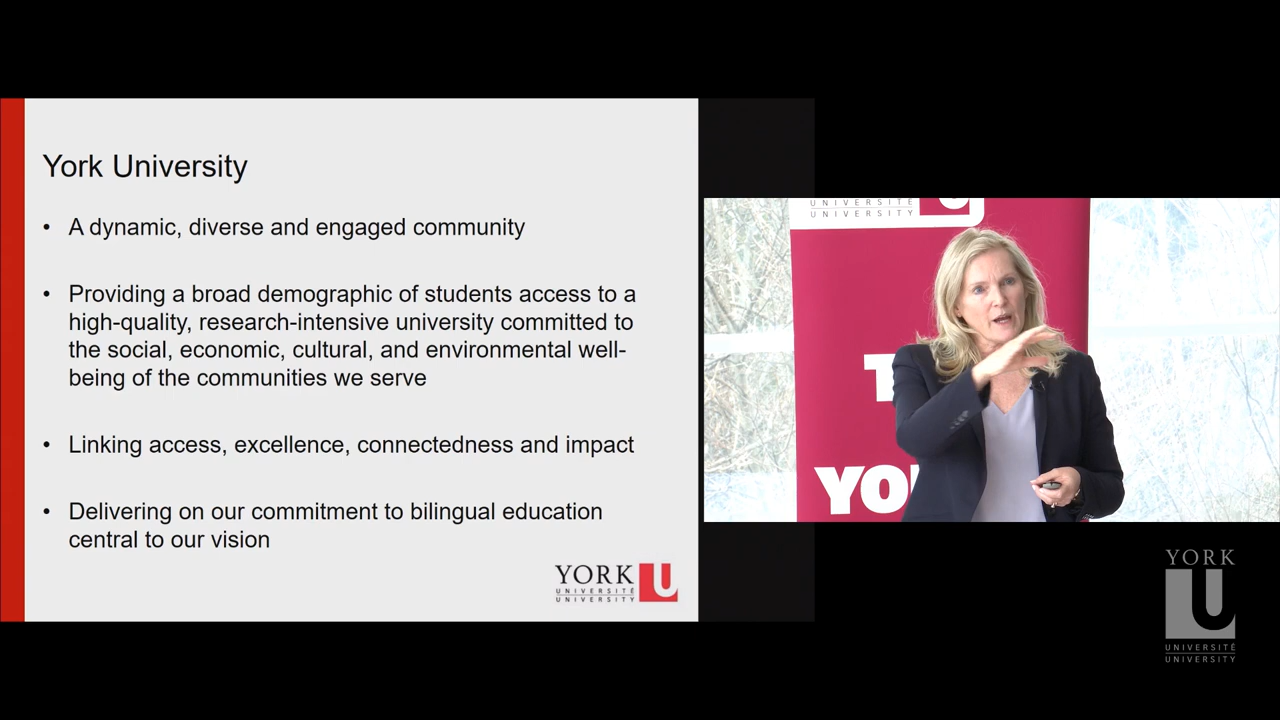 York University
• A dynamic, diverse and engaged community
• Providing a broad demographic of students access to a
high-quality, research-intensive university committed to
the social, economic, cultural, and environmental well-
being of the communities we serve
• Linking access, excellence, connectedness and impact
• Delivering on our commitment to bilingual education
central to our vision
YORK U
UNIVERSITÉ
UNIVERSITY
UNIVERSITÉ
UNIVERSITY
U
T
YO
YORK
U
UNIVERSITÉ
UNIVERSITY